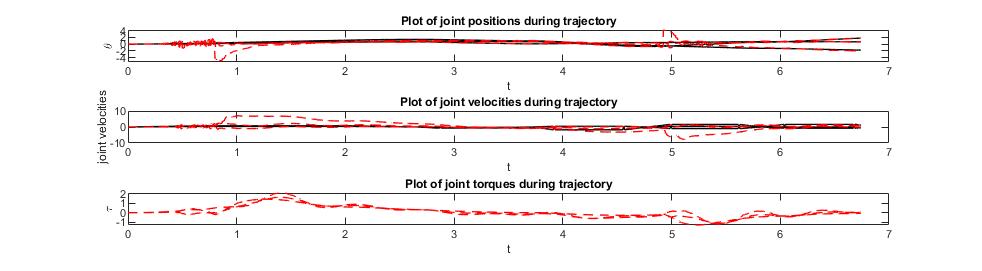 Plot of joint positions during trajectory
4
2
0
-2
-4
θ
0 1 2 3 4 5 6 7
t
Plot of joint velocities during trajectory
10
0
-10
joint velocities
0 1 2 3 4 5 6 7
t
Plot of joint torques during trajectory
2
1
0
-1
τ
0 1 2 3 4 5 6 7
t